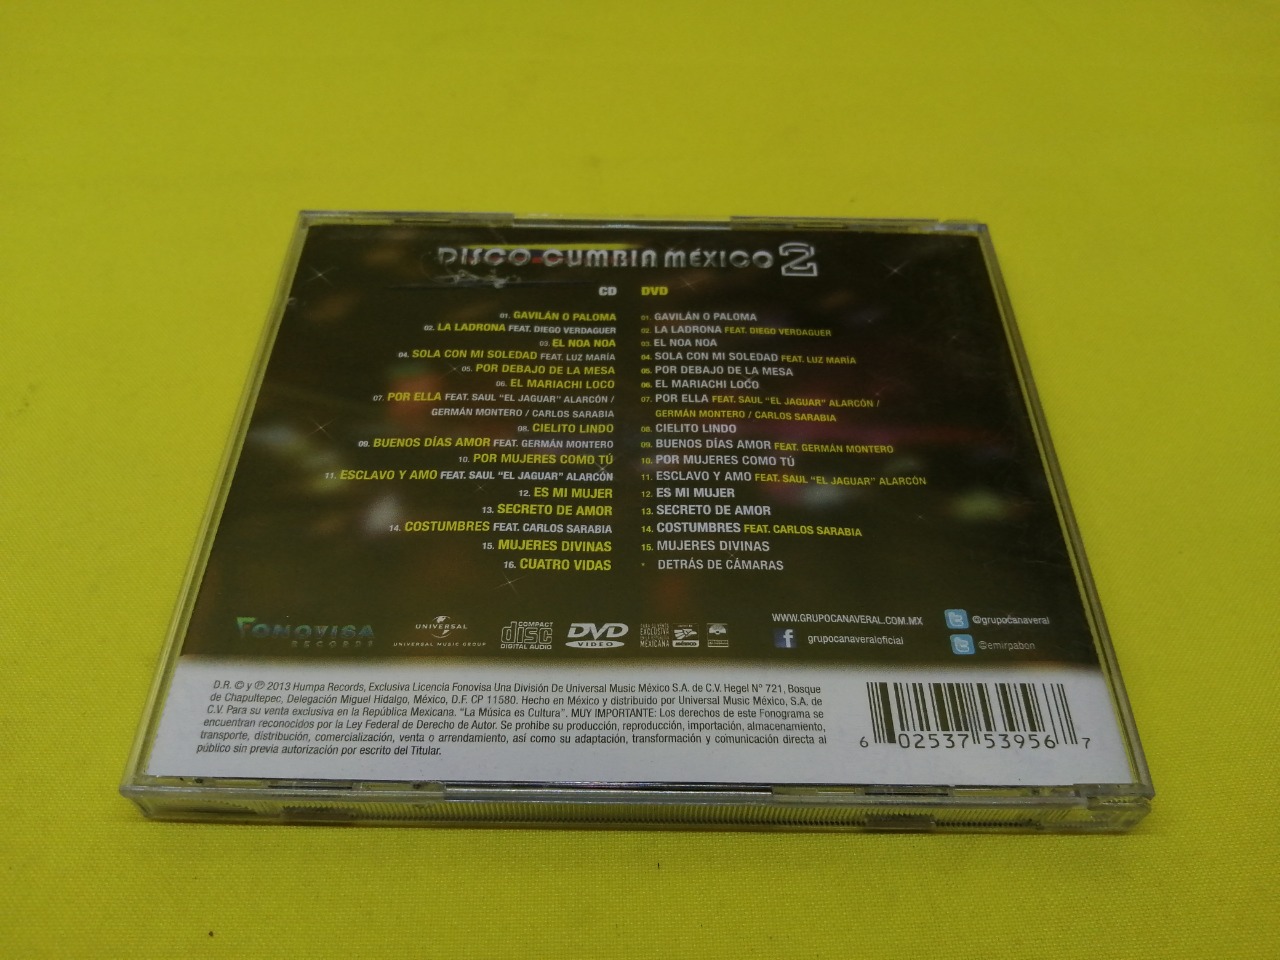 DISCO CUMBIA MÉXICO 2
CD
01. GAVILÁN O PALOMA
02. LA LADRONA FEAT. DIEGO VERDAGUER
03. EL NOA NOA
04. SOLA CON MI SOLEDAD FEAT. LUZ MARÍA
05. POR DEBAJO DE LA MESA
06. EL MARIACHI LOCO
07. POR ELLA FEAT. SAUL "EL JAGUAR" ALARCÓN /
GERMÁN MONTERO / CARLOS SARABIA
08. CIELITO LINDO
09. BUENOS DÍAS AMOR FEAT. GERMÁN MONTERO
10. POR MUJERES COMO TÚ
11. ESCLAVO Y AMO FEAT. SAUL "EL JAGUAR" ALARCÓN
12. ES MI MUJER
13. SECRETO DE AMOR
14. COSTUMBRES FEAT. CARLOS SARABIA
15. MUJERES DIVINAS
16. CUATRO VIDAS
DVD
01. GAVILÁN O PALOMA
02. LA LADRONA FEAT. DIEGO VERDAGUER
03. EL NOA NOA
04. SOLA CON MI SOLEDAD FEAT. LUZ MARÍA
05. POR DEBAJO DE LA MESA
06. EL MARIACHI LOCO
07. POR ELLA FEAT. SAUL "EL JAGUAR" ALARCÓN /
GERMÁN MONTERO / CARLOS SARABIA
08. CIELITO LINDO
09. BUENOS DÍAS AMOR FEAT. GERMÁN MONTERO
10. POR MUJERES COMO TÚ
11. ESCLAVO Y AMO FEAT. SAUL "EL JAGUAR" ALARCÓN
12. ES MI MUJER
13. SECRETO DE AMOR
14. COSTUMBRES FEAT. CARLOS SARABIA
15. MUJERES DIVINAS
· DETRÁS DE CÁMARAS
FONOVISA
RECORDS
UNIVERSAL
UNIVERSAL MUSIC GROUP
COMPACT
disc
DIGITAL AUDIO
DVD
VIDEO
EXCLUSIVA
MEXICANA
MÉXICO
WWW.GRUPOCANAVERAL.COM.MX
grupocanaveraloficial
@grupocanaveral
@emirpabon
D.R. © y ℗ 2013 Humpa Records, Exclusiva Licencia Fonovisa Una División De Universal Music México S.A. de C.V. Hegel N° 721, Bosque
de Chapultepec, Delegación Miguel Hidalgo, México, D.F. CP 11580. Hecho en México y distribuido por Universal Music México, S.A. de
C.V. Para su venta exclusiva en la República Mexicana. "La Música es Cultura". MUY IMPORTANTE: Los derechos de este Fonograma se
encuentran reconocidos por la Ley Federal de Derecho de Autor. Se prohibe su producción, reproducción, importación, almacenamiento,
transporte, distribución, comercialización, venta o arrendamiento, así como su adaptación, transformación y comunicación directa al
público sin previa autorización por escrito del Titular.
6 02537 53956 7